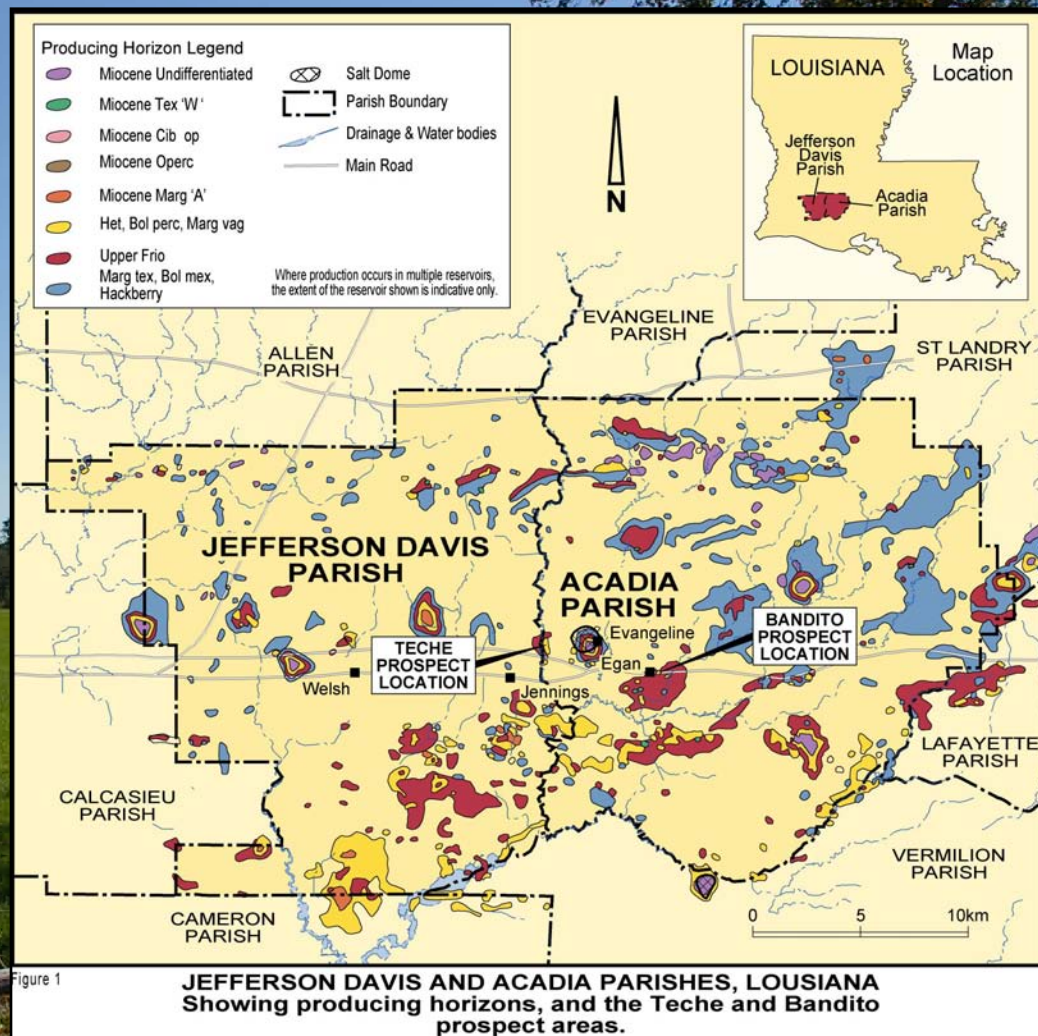 Producing Horizon Legend
Miocene Undifferentiated
Miocene Tex 'W '
Miocene Cib op
Miocene Operc
Miocene Marg 'A'
Het, Bol perc, Marg vag
Upper Frio
Marg tex, Bol mex,
Hackberry
Salt Dome
Parish Boundary
Drainage & Water bodies
Main Road
Where production occurs in multiple reservoirs,
the extent of the reservoir shown is indicative only.
N
LOUISIANA
Map
Location
Jefferson
Davis
Parish
Acadia
Parish
EVANGELINE
PARISH
ALLEN
PARISH
ST LANDRY
PARISH
JEFFERSON DAVIS
PARISH
ACADIA
PARISH
TECHE
PROSPECT
LOCATION
BANDITO
PROSPECT
LOCATION
Evangeline
Egan
Welsh
Jennings
LAFAYETTE
PARISH
CALCASIEU
PARISH
VERMILION
PARISH
CAMERON
PARISH
0 5 10km
Figure 1
JEFFERSON DAVIS AND ACADIA PARISHES, LOUSIANA
Showing producing horizons, and the Teche and Bandito
prospect areas.